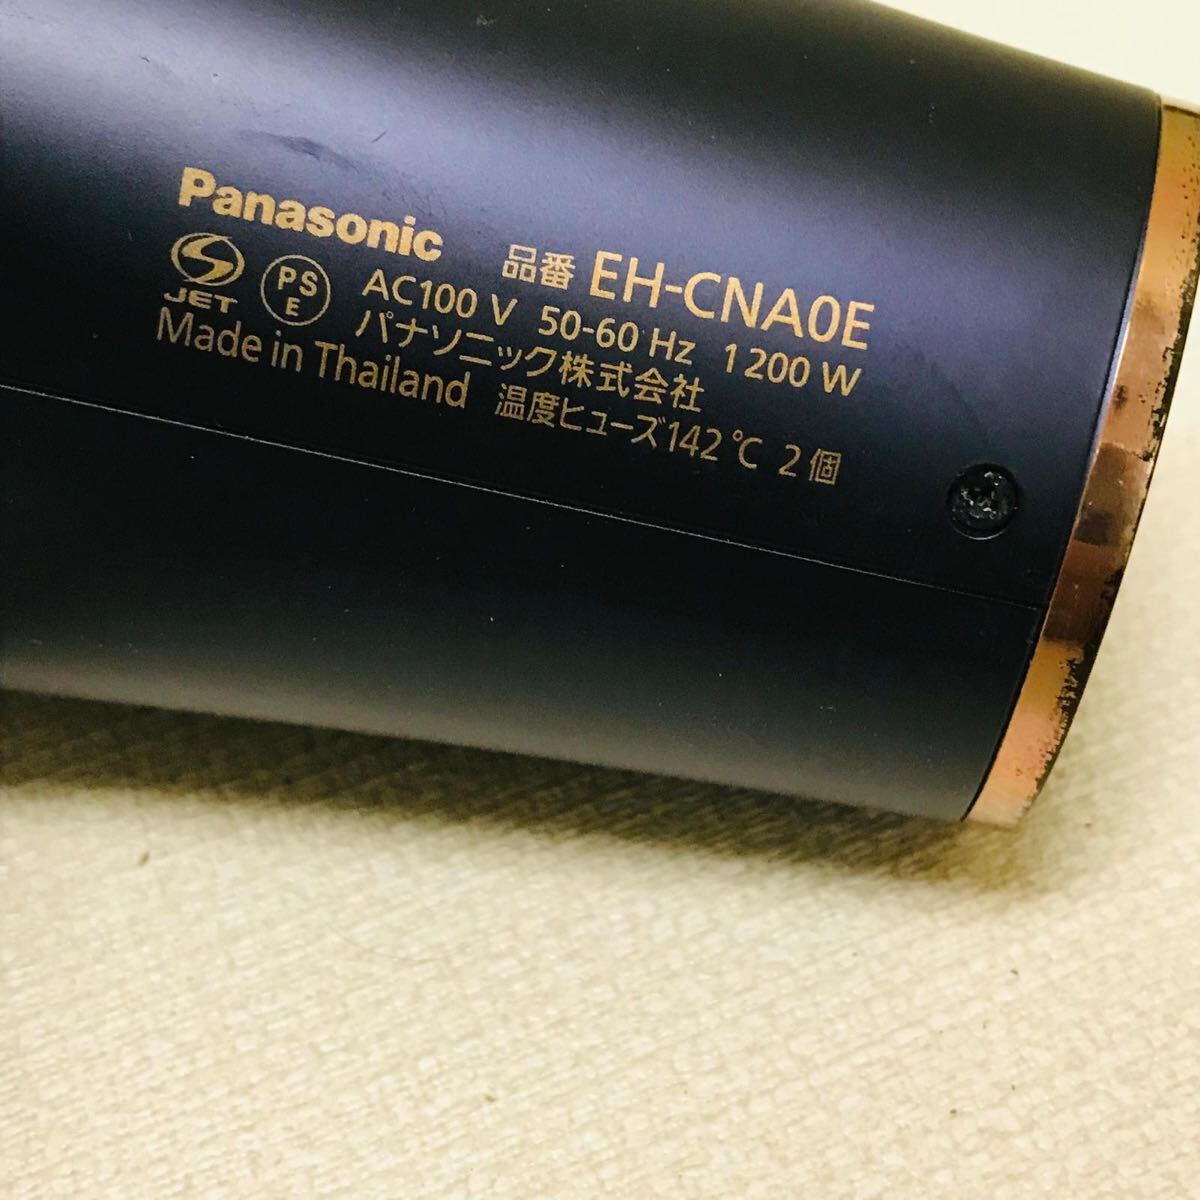 Panasonic 品番 EH-CNA0E
JET PS E AC100 V 50-60 Hz 1200 W
パナソニック株式会社
Made in Thailand 温度ヒューズ142℃ 2個